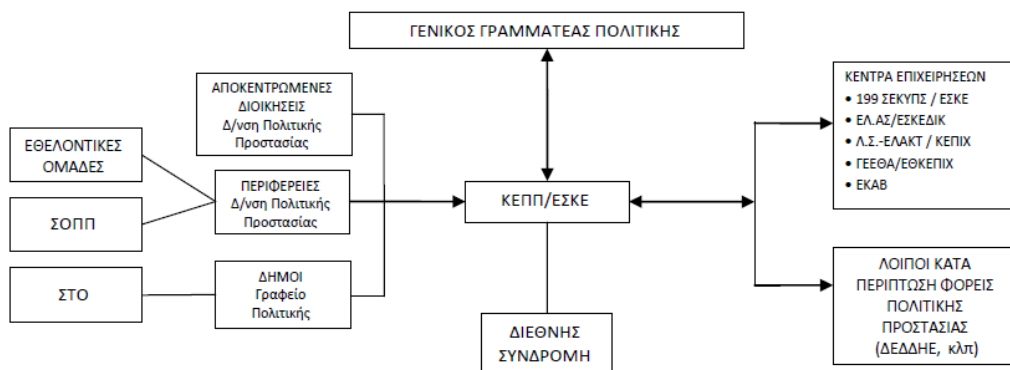 ΓΕΝΙΚΟΣ ΓΡΑΜΜΑΤΕΑΣ ΠΟΛΙΤΙΚΗΣ
ΑΠΟΚΕΝΤΡΩΜΕΝΕΣ
ΔΙΟΙΚΗΣΕΙΣ
Δ/νση Πολιτικής
Προστασίας
ΕΘΕΛΟΝΤΙΚΕΣ
ΟΜΑΔΕΣ
ΣΟΠΠ
ΣΤΟ
ΠΕΡΙΦΕΡΕΙΕΣ
Δ/νση Πολιτικής
Προστασίας
ΔΗΜΟΙ
Γραφείο
Πολιτικής
ΚΕΠΠ/ΕΣΚΕ
ΔΙΕΘΝΗΣ
ΣΥΝΔΡΟΜΗ
ΚΕΝΤΡΑ ΕΠΙΧΕΙΡΗΣΕΩΝ
• 199 ΣΕΚΥΠΣ / ΕΣΚΕ
• ΕΛ.ΑΣ/ΕΣΚΕΔΙΚ
• Λ.Σ.-ΕΛΑΚΤ / ΚΕΠΙΧ
• ΓΕΕΘΑ/ΕΘΚΕΠΙΧ
• ΕΚΑΒ
ΛΟΙΠΟΙ ΚΑΤΑ
ΠΕΡΙΠΤΩΣΗ ΦΟΡΕΙΣ
ΠΟΛΙΤΙΚΗΣ
ΠΡΟΣΤΑΣΙΑΣ
(ΔΕΔΔΗΕ, κλπ)